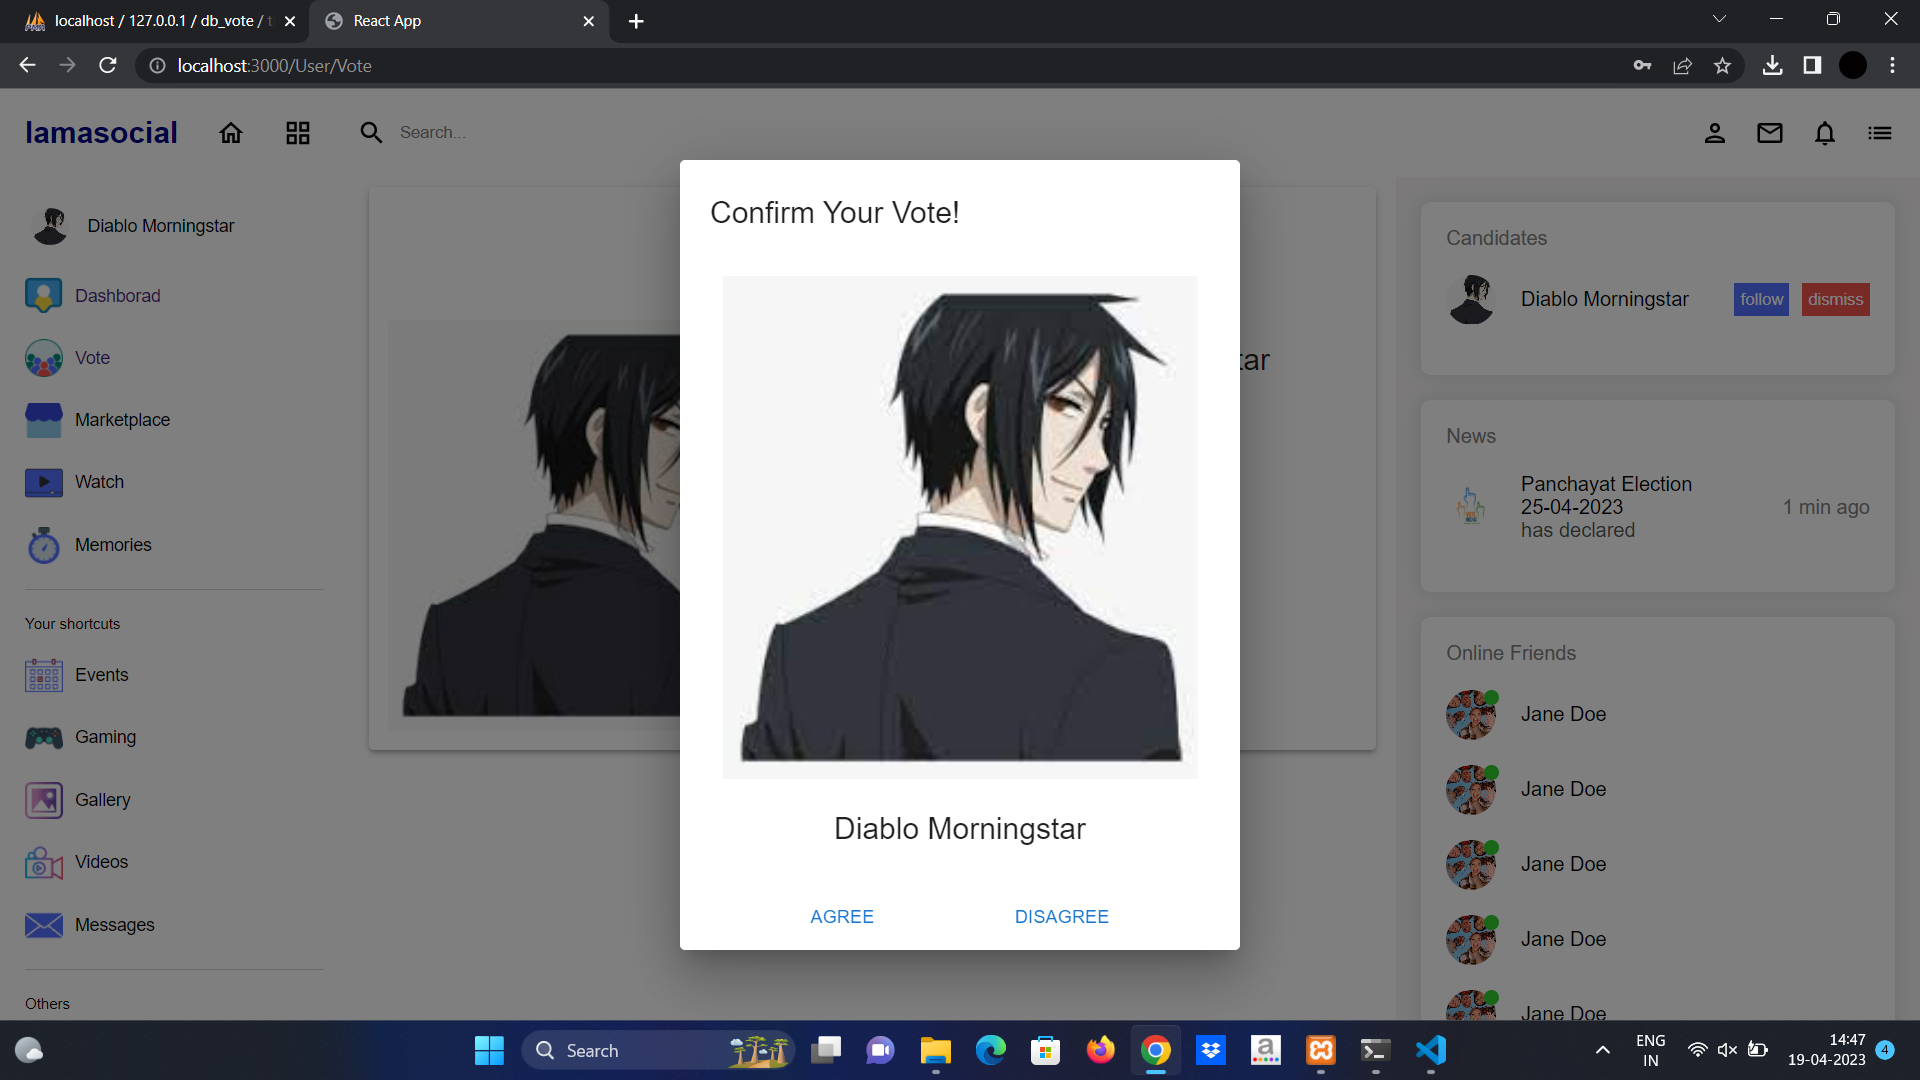 localhost / 127.0.0.1 / db_vote / t
React App
localhost:3000/User/Vote
lamasocial
Search...
Diablo Morningstar
Dashborad
Vote
Marketplace
Watch
Memories
Your shortcuts
Events
Gaming
Gallery
Videos
Messages
Others
tar
Confirm Your Vote!
Diablo Morningstar
AGREE
DISAGREE
Candidates
Diablo Morningstar
follow
dismiss
News
Panchayat Election
25-04-2023
has declared
1 min ago
Online Friends
Jane Doe
Jane Doe
Jane Doe
Jane Doe
Jane Doe
Search
ENG
IN
14:47
19-04-2023
4